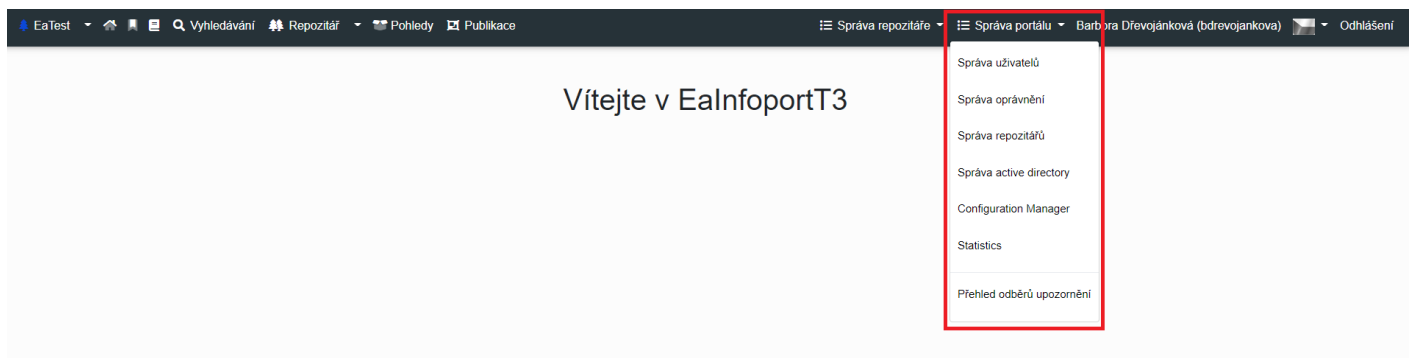 EaTest Vyhledávání Repozitář Pohledy Publikace Správa repozitáře Správa portálu Barbora Dřevojánková (bdrevojankova) Odhlášení
Vítejte v EaInfoportT3
Správa uživatelů
Správa oprávnění
Správa repozitářů
Správa active directory
Configuration Manager
Statistics
Přehled odběrů upozornění